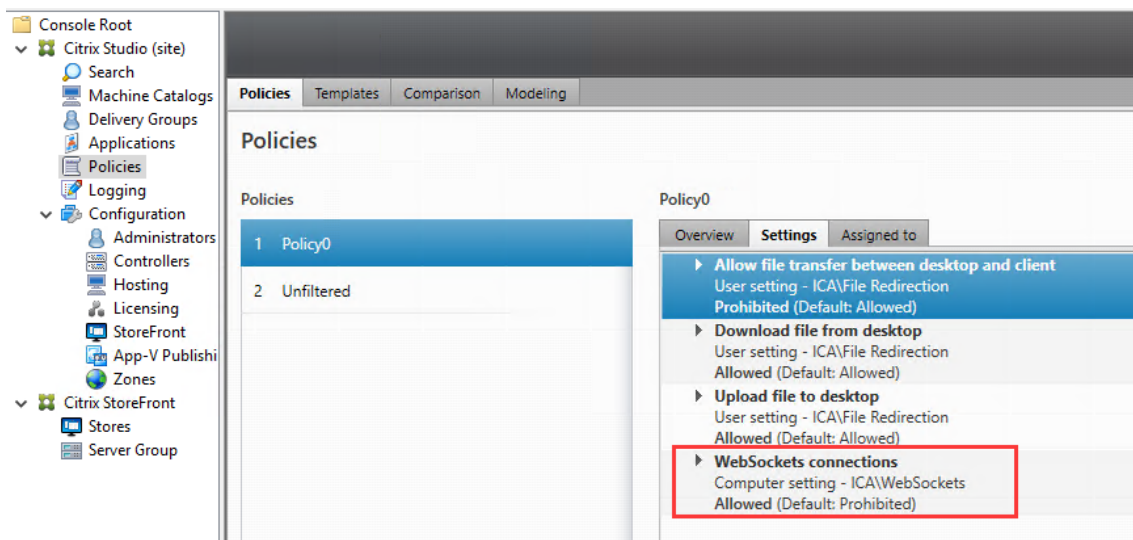 Console Root
Citrix Studio (site)
Search
Machine Catalogs
Delivery Groups
Applications
Policies
Logging
Configuration
Administrators
Controllers
Hosting
Licensing
StoreFront
App-V Publishi
Zones
Citrix StoreFront
Stores
Server Group
Policies Templates Comparison Modeling
Policies
Policies
1 Policy0
2 Unfiltered
Policy0
Overview Settings Assigned to
Allow file transfer between desktop and client
User setting - ICA\File Redirection
Prohibited (Default: Allowed)
Download file from desktop
User setting - ICA\File Redirection
Allowed (Default: Allowed)
Upload file to desktop
User setting - ICA\File Redirection
Allowed (Default: Allowed)
WebSockets connections
Computer setting - ICA\WebSockets
Allowed (Default: Prohibited)